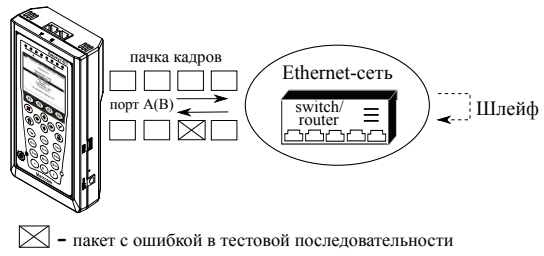 пачка кадров
Ethernet-сеть
порт A(B)
switch/
router
Шлейф
- пакет с ошибкой в тестовой последовательности